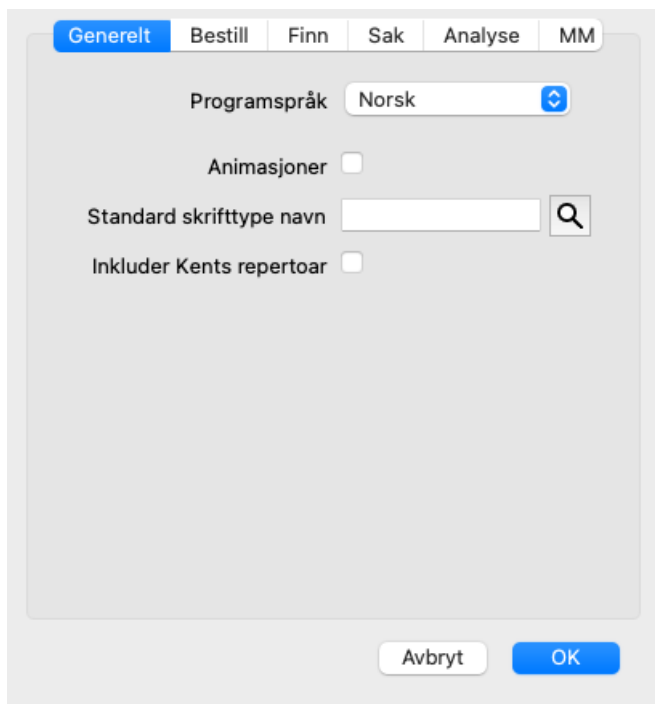 Generelt Bestill Finn Sak Analyse MM
Programspråk Norsk
Animasjoner
Standard skrifttype navn
Inkluder Kents repertoar
Avbryt OK